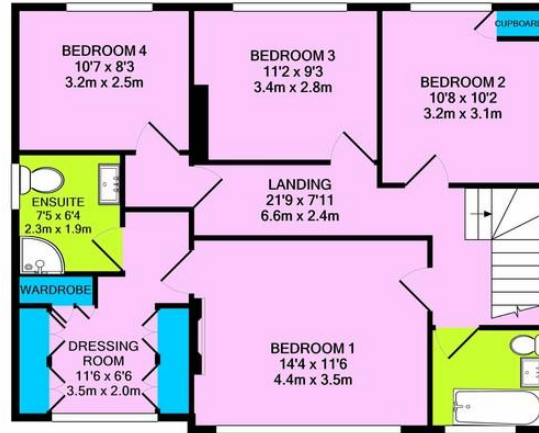 BEDROOM 4
10'7 x 8'3
3.2m x 2.5m
BEDROOM 3
11'2 x 9'3
3.4m x 2.8m
CUPBOARD
BEDROOM 2
10'8 x 10'2
3.2m x 3.1m
ENSUITE
7'5 x 6'4
2.3m x 1.9m
LANDING
21'9 x 7'11
6.6m x 2.4m
WARDROBE
DRESSING
ROOM
11'6 x 6'6
3.5m x 2.0m
BEDROOM 1
14'4 x 11'6
4.4m x 3.5m